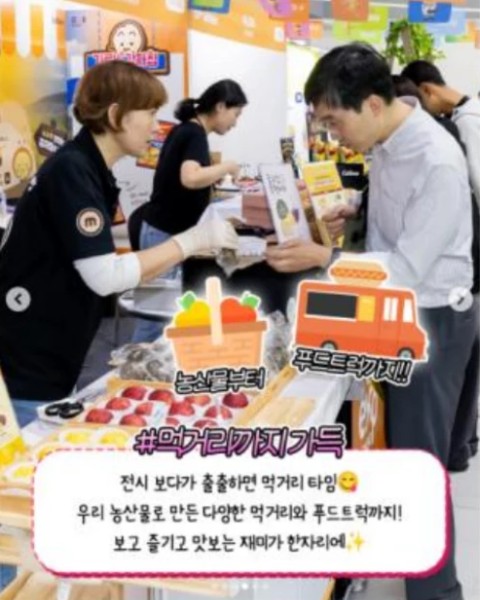 농산물부터
푸드트럭까지!!
#먹거리까지 가득
전시 보다가 출출하면 먹거리 타임😋
우리 농산물로 만든 다양한 먹거리와 푸드트럭까지!
보고 즐기고 맛보는 재미가 한자리에✨